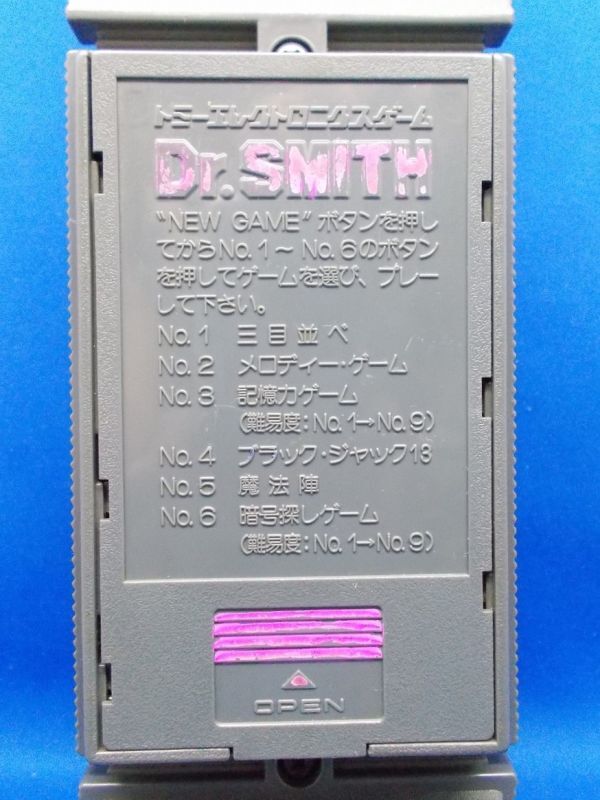 トミーエレクトロニクスゲーム
Dr.SMITH
"NEW GAME"ボタンを押し
てからNo.1～No.6のボタン
を押してゲームを選び、プレー
して下さい。
No.1 三目並べ
No.2 メロディー・ゲーム
No.3 記憶力ゲーム
(難易度:No.1→No.9)
No.4 ブラック・ジャック13
No.5 魔法陣
No.6 暗号探しゲーム
(難易度:No.1→No.9)
OPEN